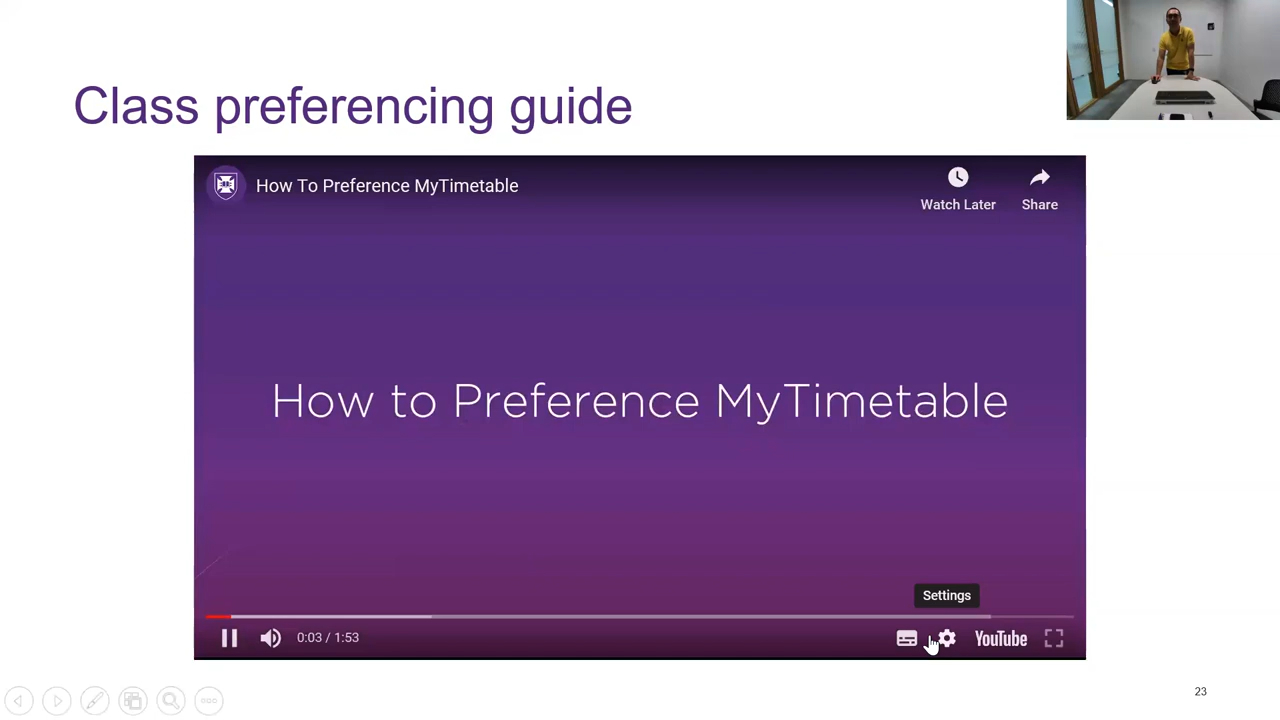 Class preferencing guide
How To Preference MyTimetable
Watch Later
Share
How to Preference MyTimetable
Settings
0:03 / 1:53
YouTube
23